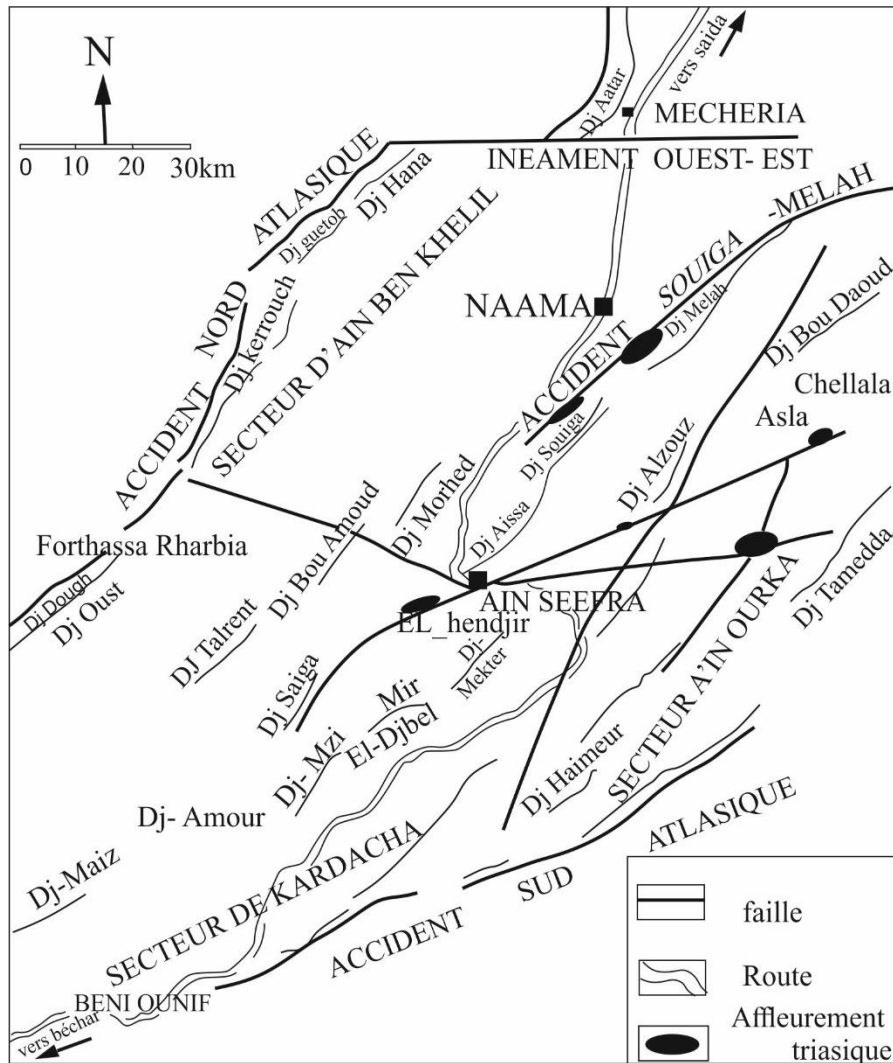 N
0 10 20 30km
vers saida
Dj Aatar
MECHERIA
INEAMENT OUEST- EST
ACCIDENT NORD ATLASIQUE
Dj Hana
Dj guetob
-MELAH
SOUIGA
ACCIDENT
Dj kerrouch
SECTEUR D'AIN BEN KHELIL
NAAMA
Dj Melah
Dj Bou Daoud
Chellala
Asla
Dj Souiga
Dj Alzouz
Dj Morhed
Dj Aissa
Forthassa Rharbia
Dj Bou Amoud
Dj Dough
Dj Oust
AIN SEEFRA
EL_hendjir
DJ Talrent
Dj-
Mekter
Dj Tamedda
Dj Saiga
Mir
El-Djbel
Dj- Mzi
SECTEUR A'IN OURKA
Dj Haimeur
Dj- Amour
Dj-Maiz
SECTEUR DE KARDACHA
ACCIDENT SUD ATLASIQUE
BENI OUNIF
vers béchar
faille
Route
Affleurement
triasique